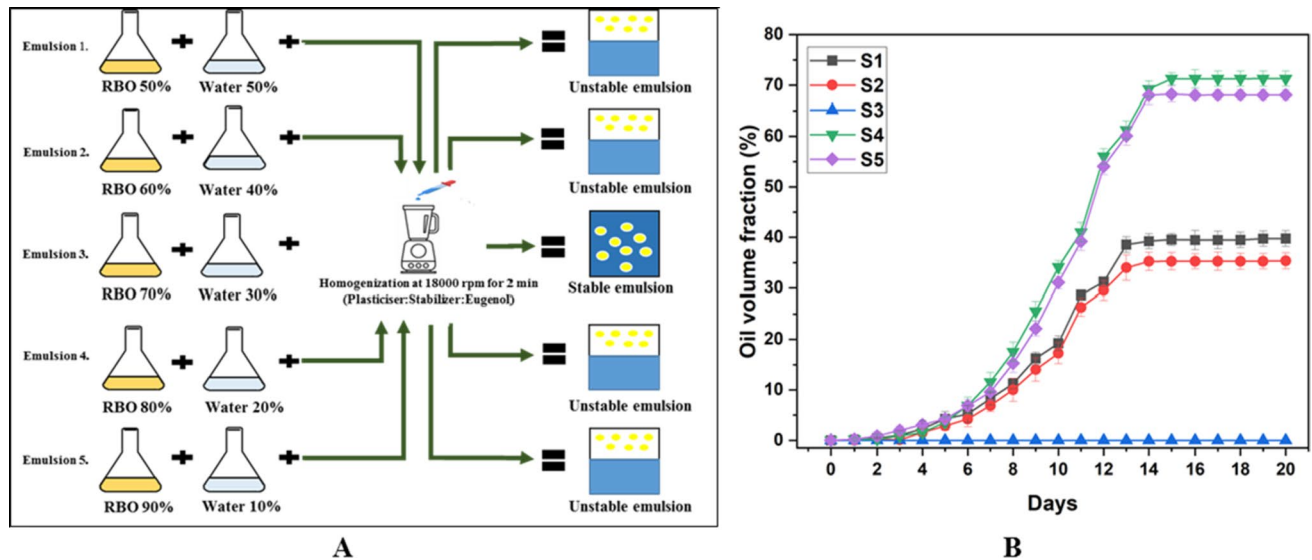 Emulsion 1.
RBO 50%
Water 50%
Unstable emulsion
Emulsion 2.
RBO 60%
Water 40%
Unstable emulsion
Emulsion 3.
RBO 70%
Water 30%
Homogenization at 18000 rpm for 2 min
(Plasticiser:Stabilizer:Eugenol)
Stable emulsion
Emulsion 4.
RBO 80%
Water 20%
Unstable emulsion
Emulsion 5.
RBO 90%
Water 10%
Unstable emulsion
A
80
70
60
50
40
30
20
10
0
Oil volume fraction (%)
S1
S2
S3
S4
S5
0 2 4 6 8 10 12 14 16 18 20
Days
B